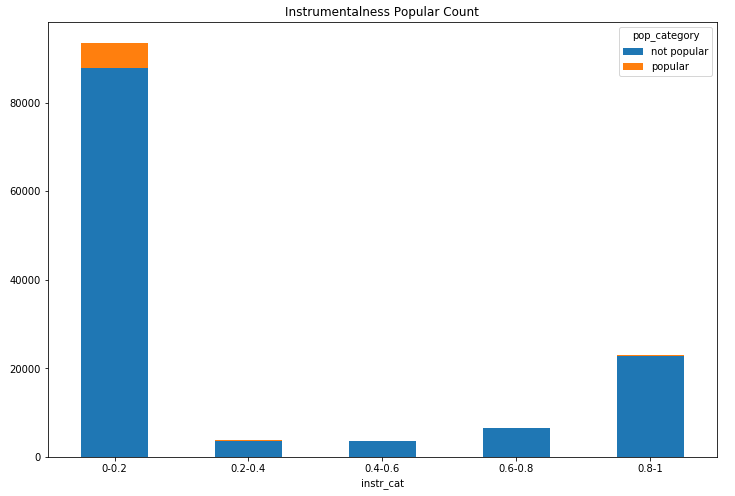 Instrumentalness Popular Count
pop_category
not popular
popular
80000
60000
40000
20000
0
0-0.2
0.2-0.4
0.4-0.6
0.6-0.8
0.8-1
instr_cat